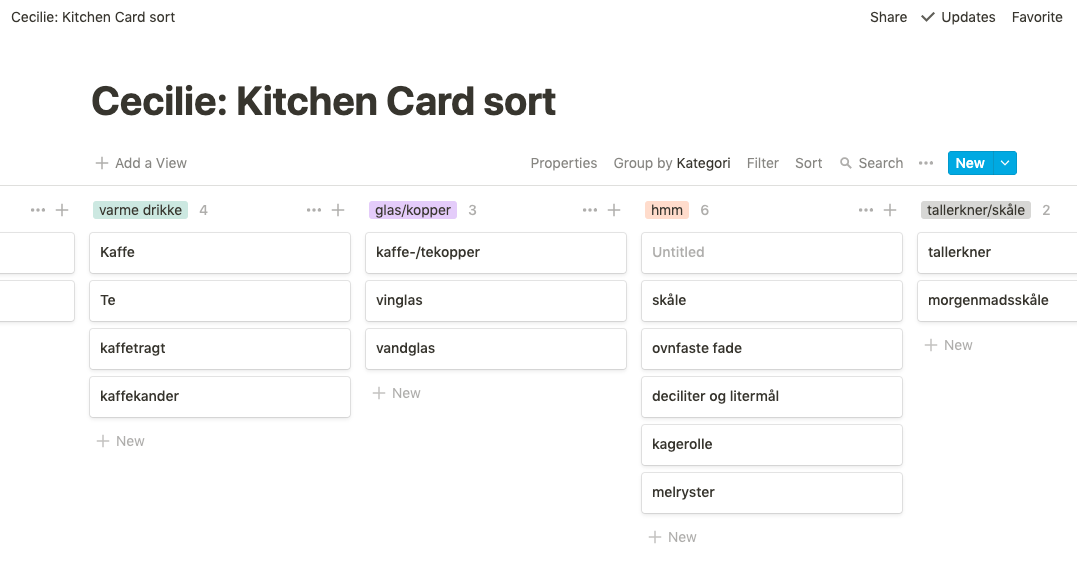 Cecilie: Kitchen Card sort
Share Updates Favorite
Cecilie: Kitchen Card sort
Add a View
Properties Group by Kategori Filter Sort Search New
varme drikke 4
Kaffe
Te
kaffetragt
kaffekander
New
glas/kopper 3
kaffe-/tekopper
vinglas
vandglas
New
hmm 6
Untitled
skåle
ovnfaste fade
deciliter og litermål
kagerolle
melryster
New
tallerkner/skåle 2
tallerkner
morgenmadsskåle
New